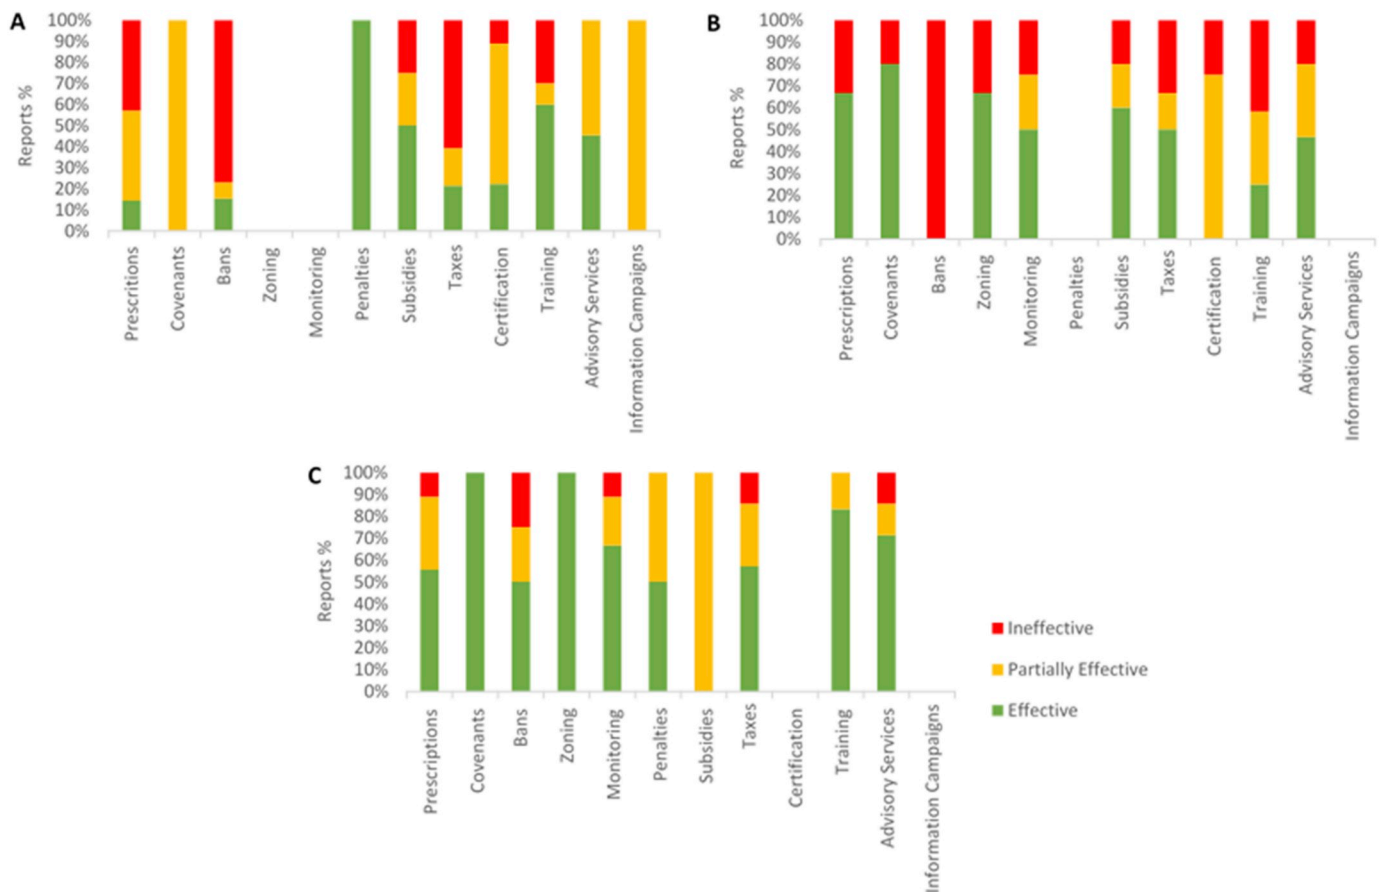 A
100%
90%
80%
70%
60%
50%
40%
30%
20%
10%
0%
Reports %
Prescritions
Covenants
Bans
Zoning
Monitoring
Penalties
Subsidies
Taxes
Certification
Training
Advisory Services
Information Campaigns
B
100%
90%
80%
70%
60%
50%
40%
30%
20%
10%
0%
Reports %
Prescriptions
Covenants
Bans
Zoning
Monitoring
Penalties
Subsidies
Taxes
Certification
Training
Advisory Services
Information Campaigns
C
100%
90%
80%
70%
60%
50%
40%
30%
20%
10%
0%
Reports %
Prescriptions
Covenants
Bans
Zoning
Monitoring
Penalties
Subsidies
Taxes
Certification
Training
Advisory Services
Information Campaigns
Ineffective
Partially Effective
Effective